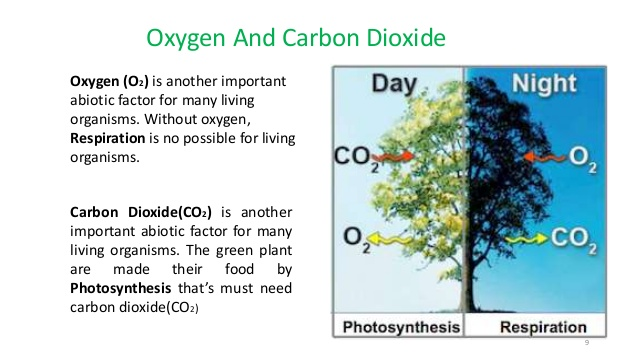 Oxygen And Carbon Dioxide
Oxygen (O₂) is another important
abiotic factor for many living
organisms. Without oxygen,
Respiration is no possible for living
organisms.
Carbon Dioxide(CO₂) is another
important abiotic factor for many
living organisms. The green plant
are made their food by
Photosynthesis that's must need
carbon dioxide(CO₂)
Day
Night
CO₂
O₂
O₂
CO₂
Photosynthesis
Respiration
9